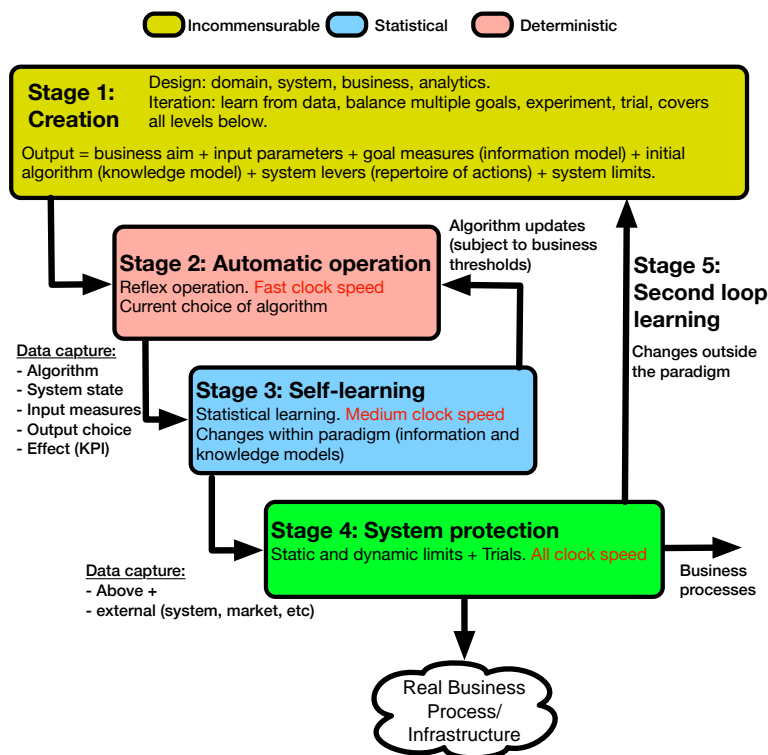 Incommensurable
Statistical
Deterministic
Stage 1:
Creation
Design: domain, system, business, analytics.
Iteration: learn from data, balance multiple goals, experiment, trial, covers
all levels below.
Output = business aim + input parameters + goal measures (information model) + initial
algorithm (knowledge model) + system levers (repertoire of actions) + system limits.
Stage 2: Automatic operation
Reflex operation. Fast clock speed
Current choice of algorithm
Algorithm updates
(subject to business
thresholds)
Stage 5:
Second loop
learning
Changes outside
the paradigm
Data capture:
- Algorithm
- System state
- Input measures
- Output choice
- Effect (KPI)
Stage 3: Self-learning
Statistical learning. Medium clock speed
Changes within paradigm (information and
knowledge models)
Stage 4: System protection
Static and dynamic limits + Trials. All clock speed
Data capture:
- Above +
- external (system, market, etc)
Business
processes
Real Business
Process/
Infrastructure